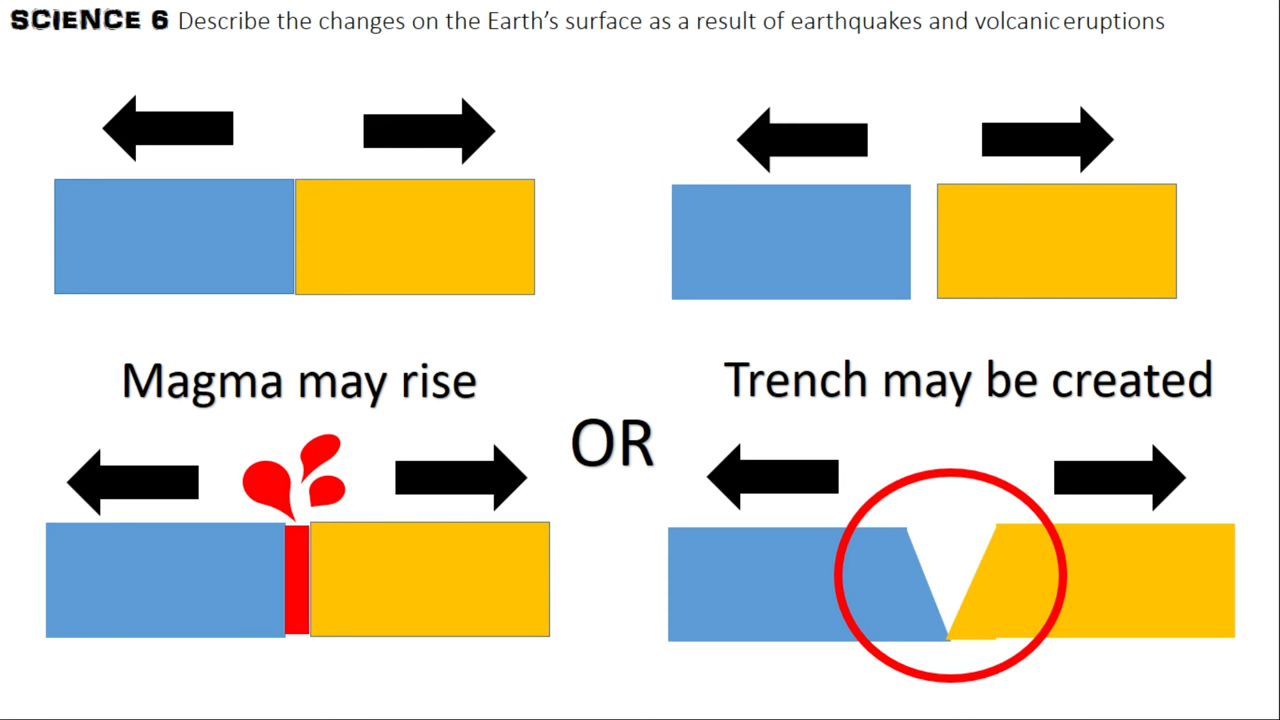 SCIENCE 6 Describe the changes on the Earth’s surface as a result of earthquakes and volcanic eruptions
Magma may rise
OR
Trench may be created